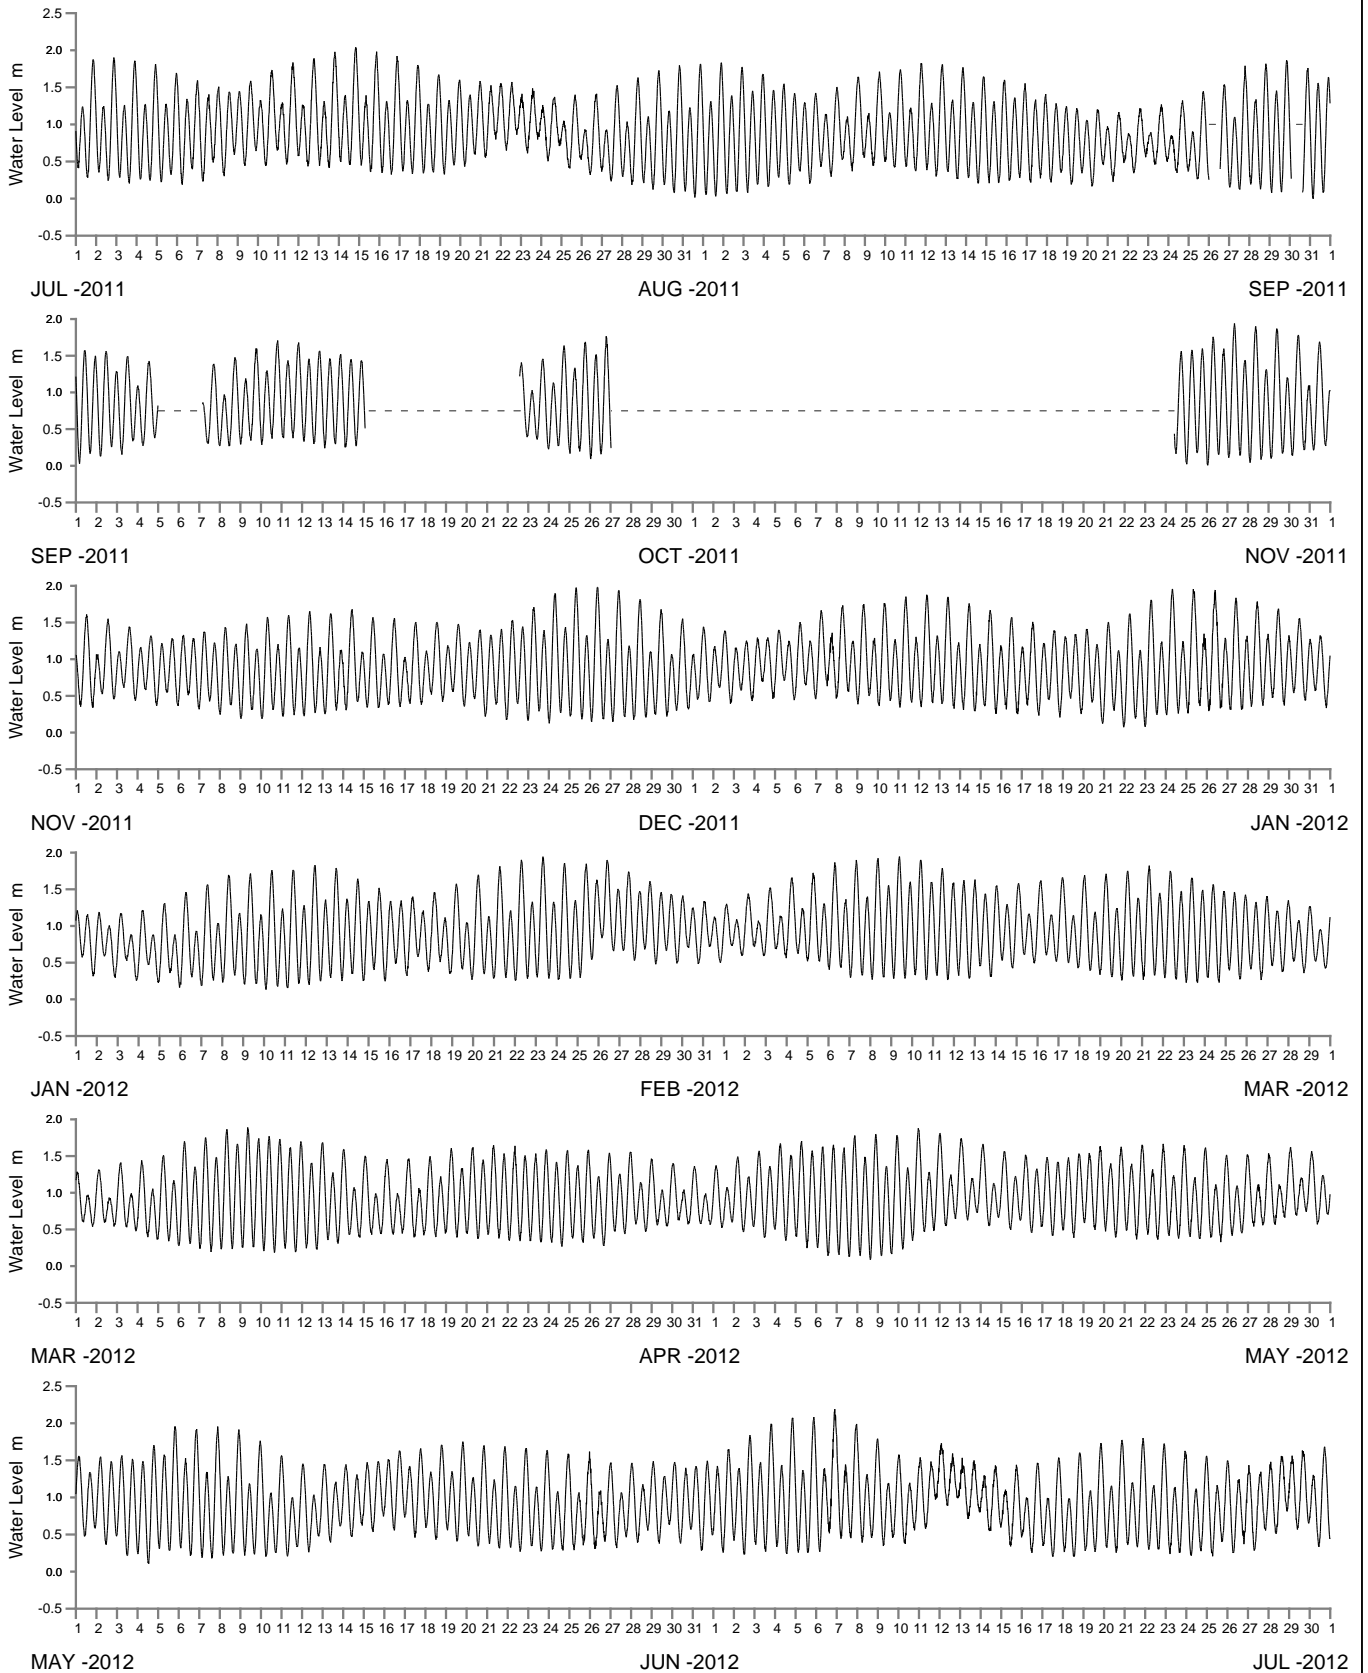 Water Level m
2.5
2.0
1.5
1.0
0.5
0.0
-0.5
1 2 3 4 5 6 7 8 9 10 11 12 13 14 15 16 17 18 19 20 21 22 23 24 25 26 27 28 29 30 31 1 2 3 4 5 6 7 8 9 10 11 12 13 14 15 16 17 18 19 20 21 22 23 24 25 26 27 28 29 30 31 1
JUL -2011 AUG -2011 SEP -2011
Water Level m
2.0
1.5
1.0
0.5
0.0
-0.5
1 2 3 4 5 6 7 8 9 10 11 12 13 14 15 16 17 18 19 20 21 22 23 24 25 26 27 28 29 30 1 2 3 4 5 6 7 8 9 10 11 12 13 14 15 16 17 18 19 20 21 22 23 24 25 26 27 28 29 30 31 1
SEP -2011 OCT -2011 NOV -2011
Water Level m
2.0
1.5
1.0
0.5
0.0
-0.5
1 2 3 4 5 6 7 8 9 10 11 12 13 14 15 16 17 18 19 20 21 22 23 24 25 26 27 28 29 30 1 2 3 4 5 6 7 8 9 10 11 12 13 14 15 16 17 18 19 20 21 22 23 24 25 26 27 28 29 30 31 1
NOV -2011 DEC -2011 JAN -2012
Water Level m
2.0
1.5
1.0
0.5
0.0
-0.5
1 2 3 4 5 6 7 8 9 10 11 12 13 14 15 16 17 18 19 20 21 22 23 24 25 26 27 28 29 30 31 1 2 3 4 5 6 7 8 9 10 11 12 13 14 15 16 17 18 19 20 21 22 23 24 25 26 27 28 29 1
JAN -2012 FEB -2012 MAR -2012
Water Level m
2.0
1.5
1.0
0.5
0.0
-0.5
1 2 3 4 5 6 7 8 9 10 11 12 13 14 15 16 17 18 19 20 21 22 23 24 25 26 27 28 29 30 31 1 2 3 4 5 6 7 8 9 10 11 12 13 14 15 16 17 18 19 20 21 22 23 24 25 26 27 28 29 30 1
MAR -2012 APR -2012 MAY -2012
Water Level m
2.5
2.0
1.5
1.0
0.5
0.0
-0.5
1 2 3 4 5 6 7 8 9 10 11 12 13 14 15 16 17 18 19 20 21 22 23 24 25 26 27 28 29 30 31 1 2 3 4 5 6 7 8 9 10 11 12 13 14 15 16 17 18 19 20 21 22 23 24 25 26 27 28 29 30 1
MAY -2012 JUN -2012 JUL -2012